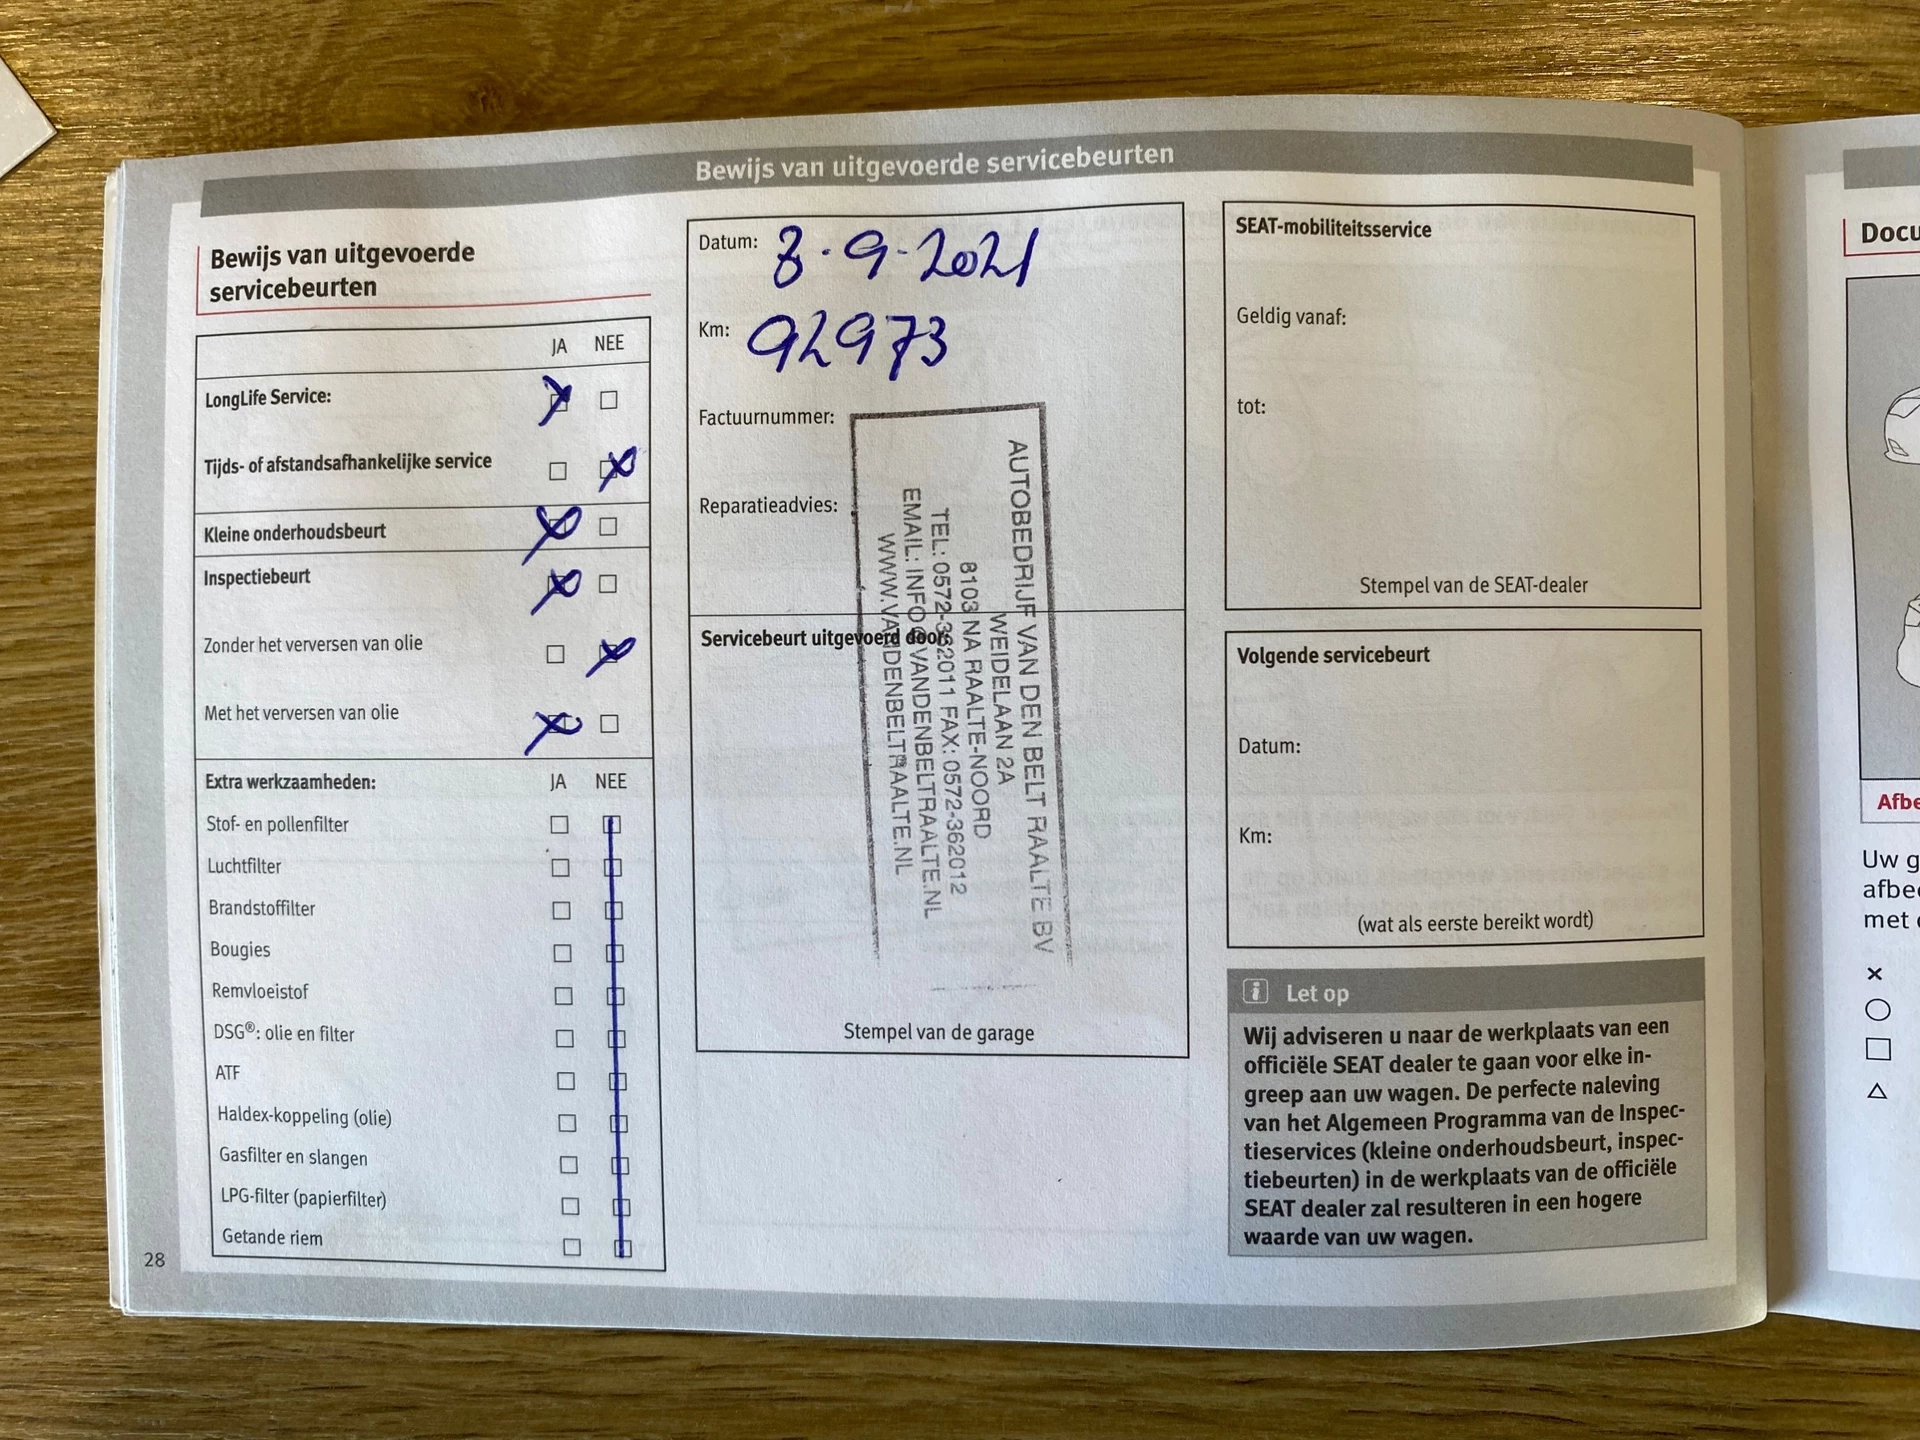 Bewijs van uitgevoerde servicebeurten
Bewijs van uitgevoerde
servicebeurten
JA NEE
LongLife Service:
Tijds- of afstandsafhankelijke service
Kleine onderhoudsbeurt
Inspectiebeurt
Zonder het verversen van olie
Met het verversen van olie
Extra werkzaamheden: JA NEE
Stof- en pollenfilter
Luchtfilter
Brandstoffilter
Bougies
Remvloeistof
DSG®: olie en filter
ATF
Haldex-koppeling (olie)
Gasfilter en slangen
LPG-filter (papierfilter)
Getande riem
28
Datum: 8.9.2021
Km: 92973
Factuurnummer:
Reparatieadvies:
Servicebeurt uitgevoerd door:
AUTOBEDRIJF VAN DEN BELT RAALTE BV
WEIDELAAN 2A
8103 NA RAALTE-NOORD
TEL: 0572-362011 FAX: 0572-362012
EMAIL: INFO@VANDENBELTRAALTE.NL
WWW.VANDENBELTRAALTE.NL
Stempel van de garage
SEAT-mobiliteitsservice
Geldig vanaf:
tot:
Stempel van de SEAT-dealer
Volgende servicebeurt
Datum:
Km:
(wat als eerste bereikt wordt)
Let op
Wij adviseren u naar de werkplaats van een
officiële SEAT dealer te gaan voor elke in-
greep aan uw wagen. De perfecte naleving
van het Algemeen Programma van de Inspec-
tieservices (kleine onderhoudsbeurt, inspec-
tiebeurten) in de werkplaats van de officiële
SEAT dealer zal resulteren in een hogere
waarde van uw wagen.
Docu
Afbe
Uw g
afbee
met